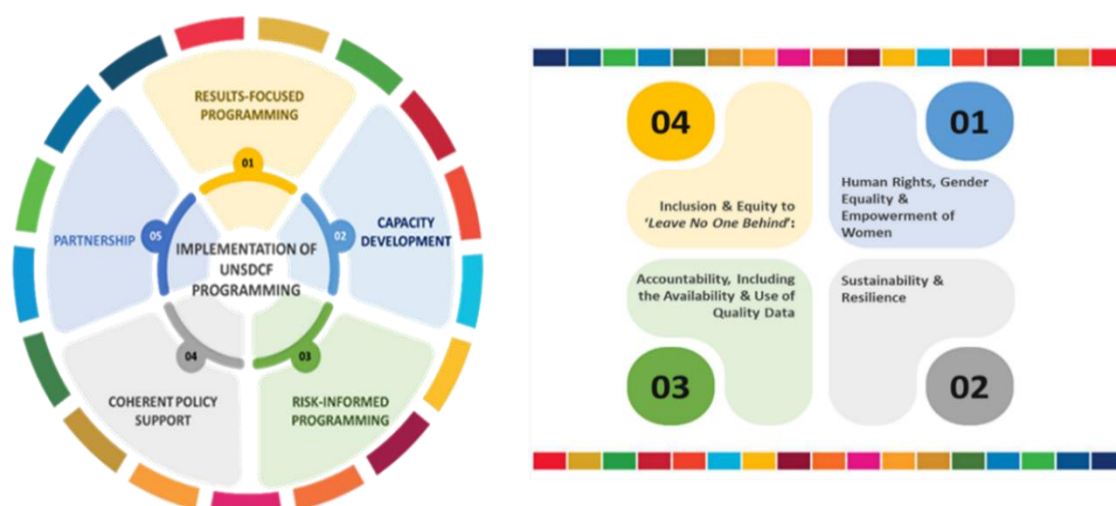 RESULTS-FOCUSED
PROGRAMMING
01
CAPACITY
DEVELOPMENT
02
RISK-INFORMED
PROGRAMMING
03
COHERENT POLICY
SUPPORT
04
PARTNERSHIP
05
IMPLEMENTATION OF
UNSDCF
PROGRAMMING
04
Inclusion & Equity to
‘Leave No One Behind’:
01
Human Rights, Gender
Equality &
Empowerment of
Women
Accountability, Including
the Availability & Use of
Quality Data
03
Sustainability &
Resilience
02